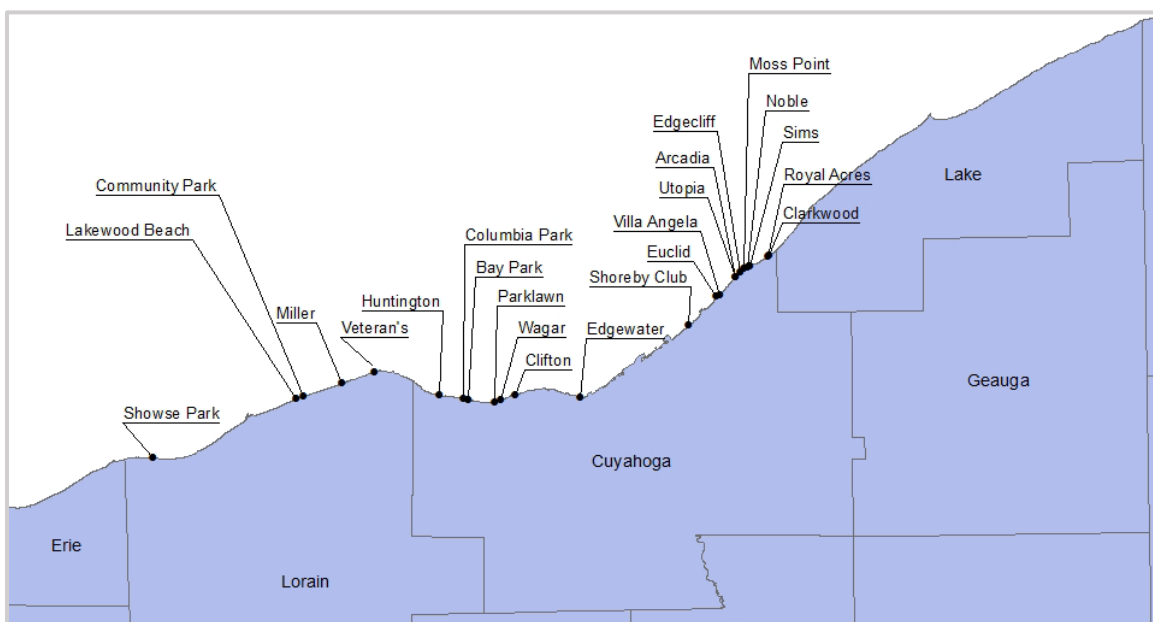 Moss Point
Noble
Edgecliff
Sims
Arcadia
Royal Acres
Lake
Community Park
Utopia
Clarkwood
Villa Angela
Lakewood Beach
Columbia Park
Euclid
Bay Park
Shoreby Club
Huntington
Parklawn
Miller
Veteran's
Wagar
Edgewater
Clifton
Geauga
Showse Park
Cuyahoga
Erie
Lorain